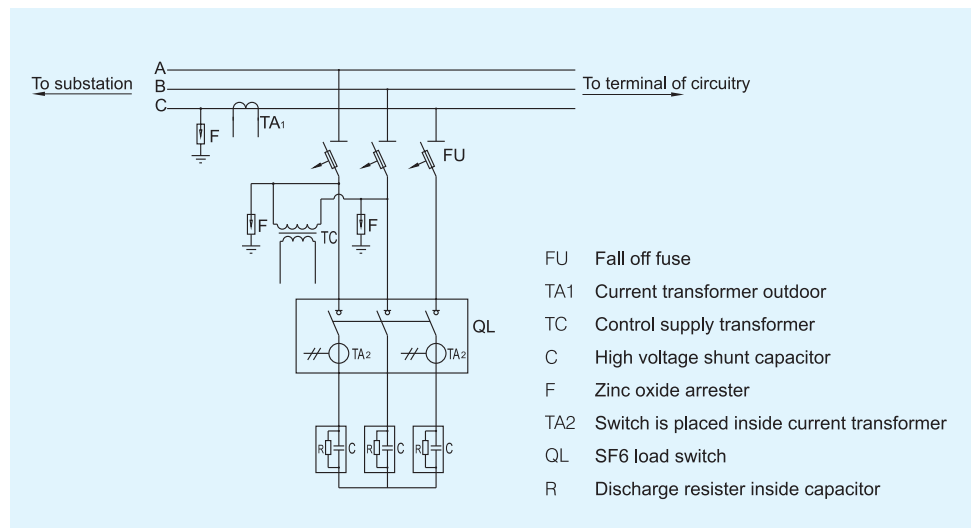 A
To substation
B
To terminal of circuitry
C
TA1
F
FU
F
F
TC
QL
TA2
TA2
R C
R C
R C
FU Fall off fuse
TA1 Current transformer outdoor
TC Control supply transformer
C High voltage shunt capacitor
F Zinc oxide arrester
TA2 Switch is placed inside current transformer
QL SF6 load switch
R Discharge resister inside capacitor